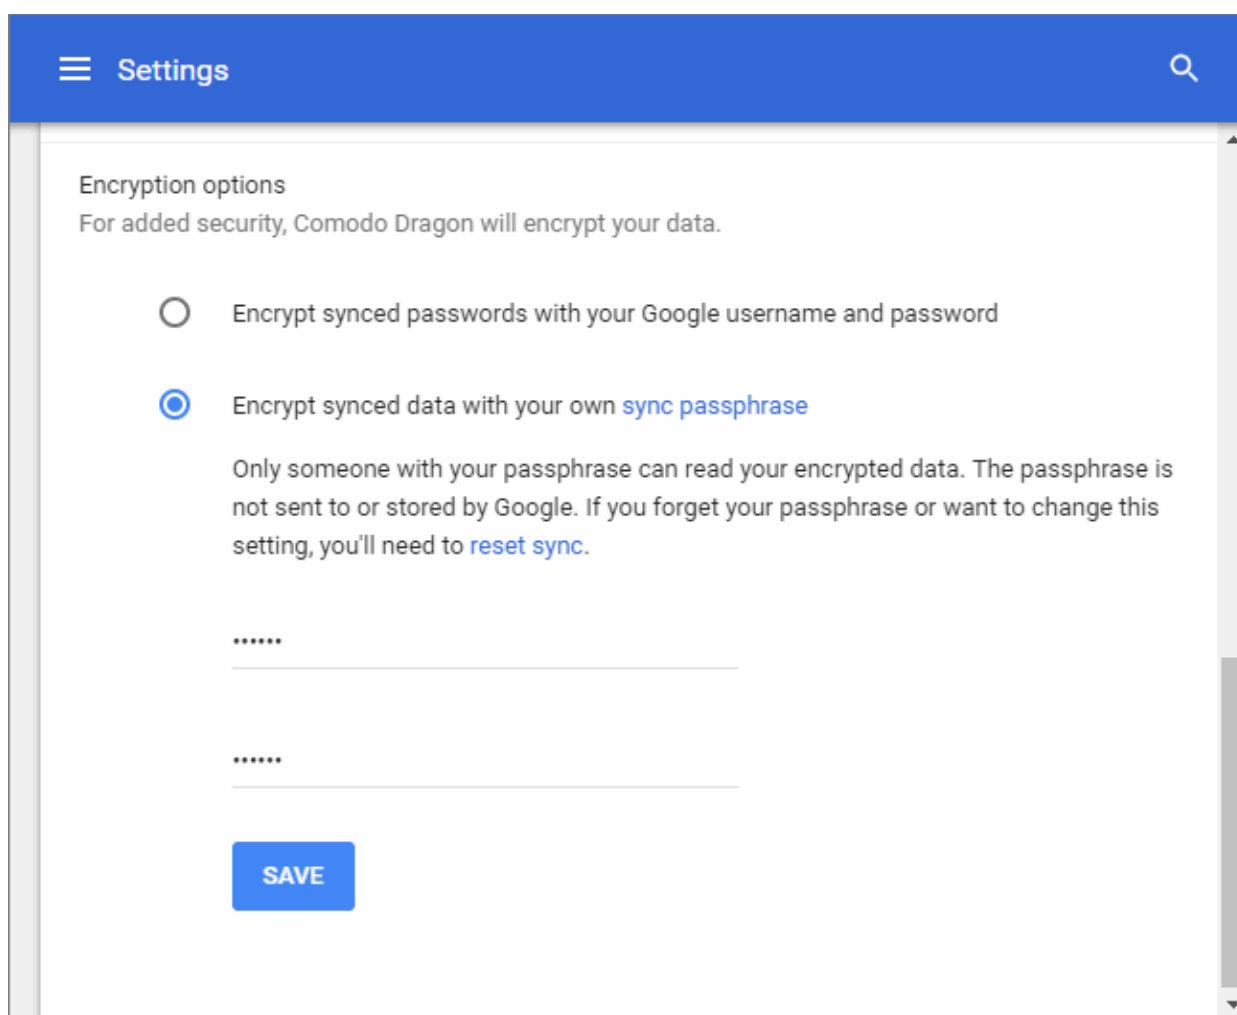 Settings
Encryption options
For added security, Comodo Dragon will encrypt your data.
Encrypt synced passwords with your Google username and password
Encrypt synced data with your own sync passphrase
Only someone with your passphrase can read your encrypted data. The passphrase is
not sent to or stored by Google. If you forget your passphrase or want to change this
setting, you'll need to reset sync.
••••••
••••••
SAVE